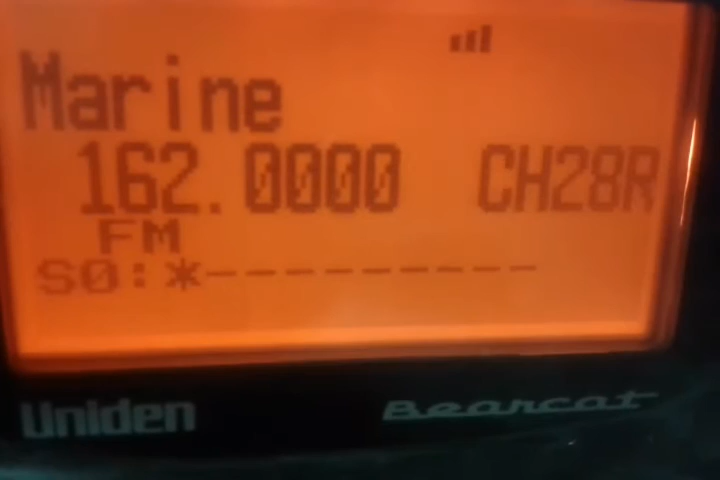 Marine
162.0000 CH28R
FM
S0:*---------
Uniden Bearcat